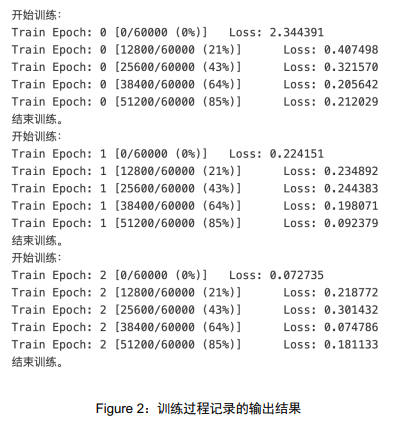 开始训练：
Train Epoch: 0 [0/60000 (0%)] Loss: 2.344391
Train Epoch: 0 [12800/60000 (21%)] Loss: 0.407498
Train Epoch: 0 [25600/60000 (43%)] Loss: 0.321570
Train Epoch: 0 [38400/60000 (64%)] Loss: 0.205642
Train Epoch: 0 [51200/60000 (85%)] Loss: 0.212029
结束训练。
开始训练：
Train Epoch: 1 [0/60000 (0%)] Loss: 0.224151
Train Epoch: 1 [12800/60000 (21%)] Loss: 0.234892
Train Epoch: 1 [25600/60000 (43%)] Loss: 0.244383
Train Epoch: 1 [38400/60000 (64%)] Loss: 0.198071
Train Epoch: 1 [51200/60000 (85%)] Loss: 0.092379
结束训练。
开始训练：
Train Epoch: 2 [0/60000 (0%)] Loss: 0.072735
Train Epoch: 2 [12800/60000 (21%)] Loss: 0.218772
Train Epoch: 2 [25600/60000 (43%)] Loss: 0.301432
Train Epoch: 2 [38400/60000 (64%)] Loss: 0.074786
Train Epoch: 2 [51200/60000 (85%)] Loss: 0.181133
结束训练。
Figure 2：训练过程记录的输出结果